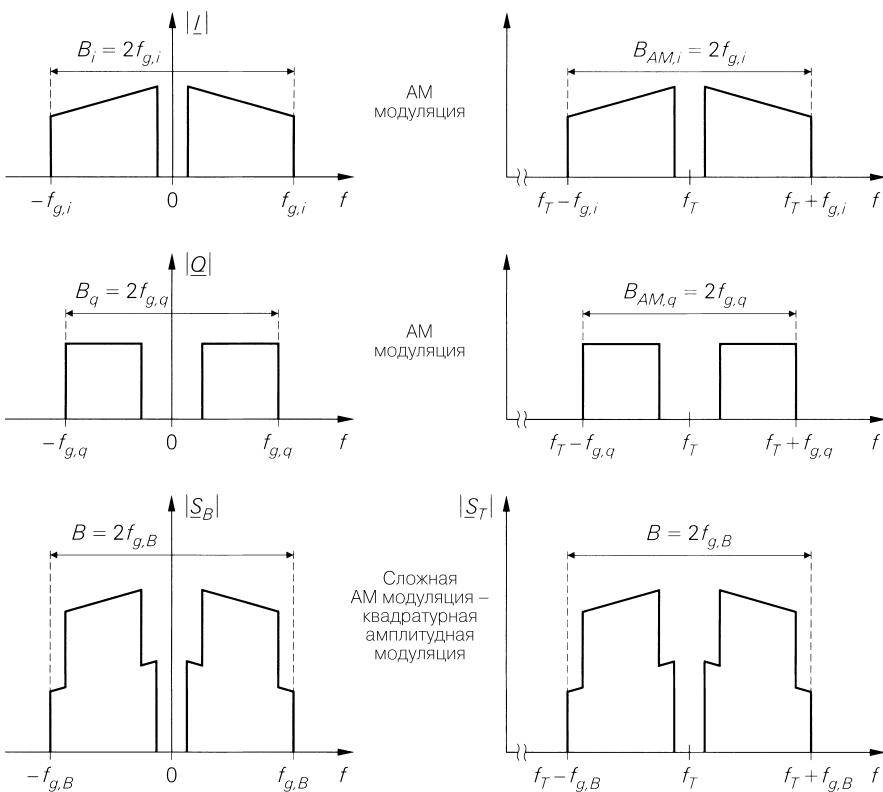 |I|
B_i = 2f_{g,i}
B_{AM,i} = 2f_{g,i}
АМ
модуляция
−f_{g,i} 0 f_{g,i} f
f_T − f_{g,i} f_T f_T + f_{g,i} f
|Q|
B_q = 2f_{g,q}
B_{AM,q} = 2f_{g,q}
АМ
модуляция
−f_{g,q} 0 f_{g,q} f
f_T − f_{g,q} f_T f_T + f_{g,q} f
|S_B|
|S_T|
B = 2f_{g,B}
B = 2f_{g,B}
Сложная
АМ модуляция –
квадратурная
амплитудная
модуляция
−f_{g,B} 0 f_{g,B} f
f_T − f_{g,B} f_T f_T + f_{g,B} f